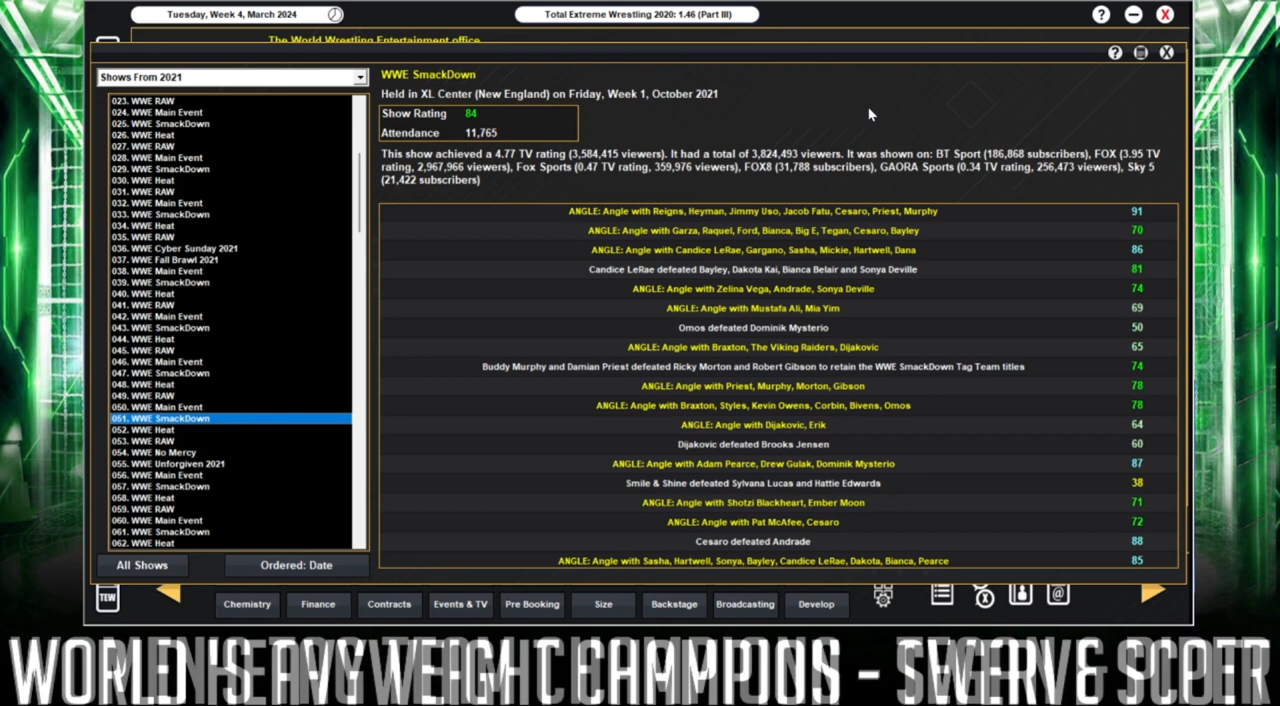 Tuesday, Week 4, March 2024
Total Extreme Wrestling 2020: 1.46 (Part III)
? X
The World Wrestling Entertainment office
? X
Shows From 2021
023. WWE RAW
024. WWE Main Event
025. WWE SmackDown
026. WWE Heat
027. WWE RAW
028. WWE Main Event
029. WWE SmackDown
030. WWE Heat
031. WWE RAW
032. WWE Main Event
033. WWE SmackDown
034. WWE Heat
035. WWE RAW
036. WWE Cyber Sunday 2021
037. WWE Fall Brawl 2021
038. WWE Main Event
039. WWE SmackDown
040. WWE Heat
041. WWE RAW
042. WWE Main Event
043. WWE SmackDown
044. WWE Heat
045. WWE RAW
046. WWE Main Event
047. WWE SmackDown
048. WWE Heat
049. WWE RAW
050. WWE Main Event
051. WWE SmackDown
052. WWE Heat
053. WWE RAW
054. WWE No Mercy
055. WWE Unforgiven 2021
056. WWE Main Event
057. WWE SmackDown
058. WWE Heat
059. WWE RAW
060. WWE Main Event
061. WWE SmackDown
062. WWE Heat
All Shows
Ordered: Date
WWE SmackDown
Held in XL Center (New England) on Friday, Week 1, October 2021
Show Rating 84
Attendance 11,765
This show achieved a 4.77 TV rating (3,584,415 viewers). It had a total of 3,824,493 viewers. It was shown on: BT Sport (186,868 subscribers), FOX (3.95 TV
rating, 2,967,966 viewers), Fox Sports (0.47 TV rating, 359,976 viewers), FOX8 (31,788 subscribers), GAORA Sports (0.34 TV rating, 256,473 viewers), Sky 5
(21,422 subscribers)
ANGLE: Angle with Reigns, Heyman, Jimmy Uso, Jacob Fatu, Cesaro, Priest, Murphy 91
ANGLE: Angle with Garza, Raquel, Ford, Bianca, Big E, Tegan, Cesaro, Bayley 70
ANGLE: Angle with Candice LeRae, Gargano, Sasha, Mickie, Hartwell, Dana 86
Candice LeRae defeated Bayley, Dakota Kai, Bianca Belair and Sonya Deville 81
ANGLE: Angle with Zelina Vega, Andrade, Sonya Deville 74
ANGLE: Angle with Mustafa Ali, Mia Yim 69
Omos defeated Dominik Mysterio 50
ANGLE: Angle with Braxton, The Viking Raiders, Dijakovic 65
Buddy Murphy and Damian Priest defeated Ricky Morton and Robert Gibson to retain the WWE SmackDown Tag Team titles 74
ANGLE: Angle with Priest, Murphy, Morton, Gibson 78
ANGLE: Angle with Braxton, Styles, Kevin Owens, Corbin, Bivens, Omos 78
ANGLE: Angle with Dijakovic, Erik 64
Dijakovic defeated Brooks Jensen 60
ANGLE: Angle with Adam Pearce, Drew Gulak, Dominik Mysterio 87
Smile & Shine defeated Sylvana Lucas and Hattie Edwards 38
ANGLE: Angle with Shotzi Blackheart, Ember Moon 71
ANGLE: Angle with Pat McAfee, Cesaro 72
Cesaro defeated Andrade 88
ANGLE: Angle with Sasha, Hartwell, Sonya, Bayley, Candice LeRae, Dakota, Bianca, Pearce 85
TEW
Chemistry Finance Contracts Events & TV Pre Booking Size Backstage Broadcasting Develop